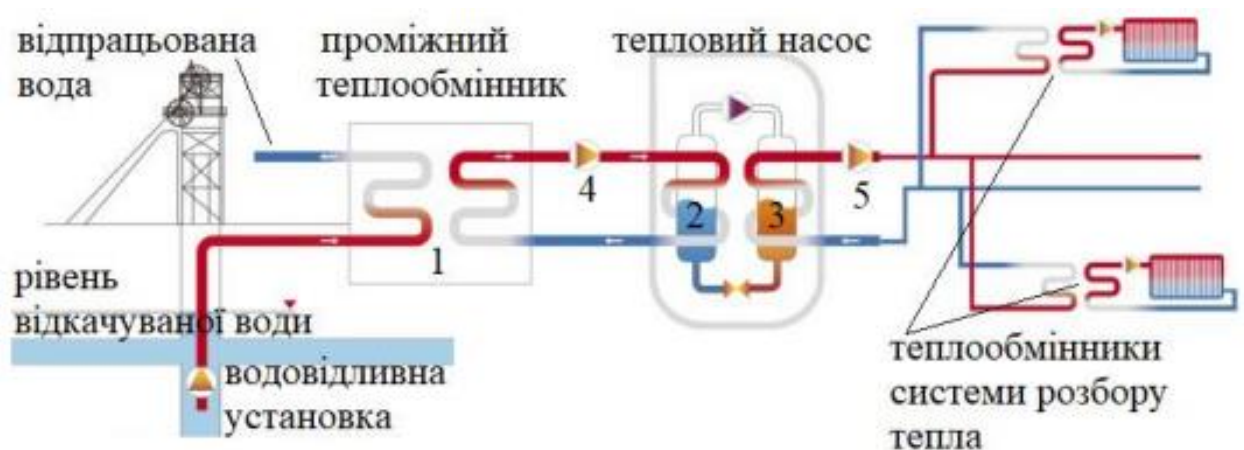 відпрацьована
вода
проміжний
теплообмінник
тепловий насос
4
5
2
3
1
рівень
відкачуваної води
водовідливна
установка
теплообмінники
системи розбору
тепла